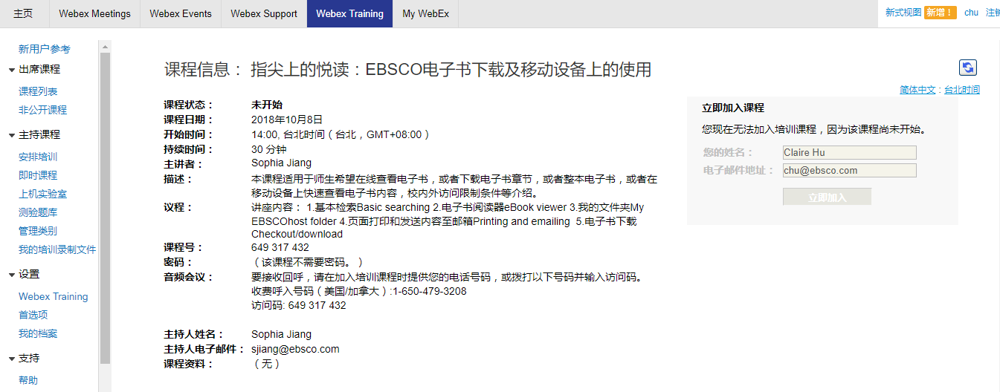 主页 Webex Meetings Webex Events Webex Support Webex Training My WebEx 新式视图 新增！ chu 注销
新用户参考
出席课程
课程列表
非公开课程
主持课程
安排培训
即时课程
上机实验室
测验题库
管理类别
我的培训录制文件
设置
Webex Training
首选项
我的档案
支持
帮助
课程信息： 指尖上的悦读：EBSCO电子书下载及移动设备上的使用
简体中文：台北时间
课程状态： 未开始
课程日期： 2018年10月8日
开始时间： 14:00, 台北时间（台北，GMT+08:00）
持续时间： 30 分钟
主讲者： Sophia Jiang
描述： 本课程适用于师生希望在线查看电子书，或者下载电子书章节，或者整本电子书，或者在
移动设备上快速查看电子书内容，校内外访问限制条件等介绍。
议程： 讲座内容： 1.基本检索Basic searching 2.电子书阅读器eBook viewer 3.我的文件夹My
EBSCOhost folder 4.页面打印和发送内容至邮箱Printing and emailing 5.电子书下载
Checkout/download
课程号： 649 317 432
密码： （该课程不需要密码。）
音频会议： 要接收回呼，请在加入培训课程时提供您的电话号码，或拨打以下号码并输入访问码。
收费呼入号码（美国/加拿大）:1-650-479-3208
访问码: 649 317 432
主持人姓名： Sophia Jiang
主持人电子邮件： sjiang@ebsco.com
课程资料： （无）
立即加入课程
您现在无法加入培训课程，因为该课程尚未开始。
您的姓名： Claire Hu
电子邮件地址： chu@ebsco.com
立即加入